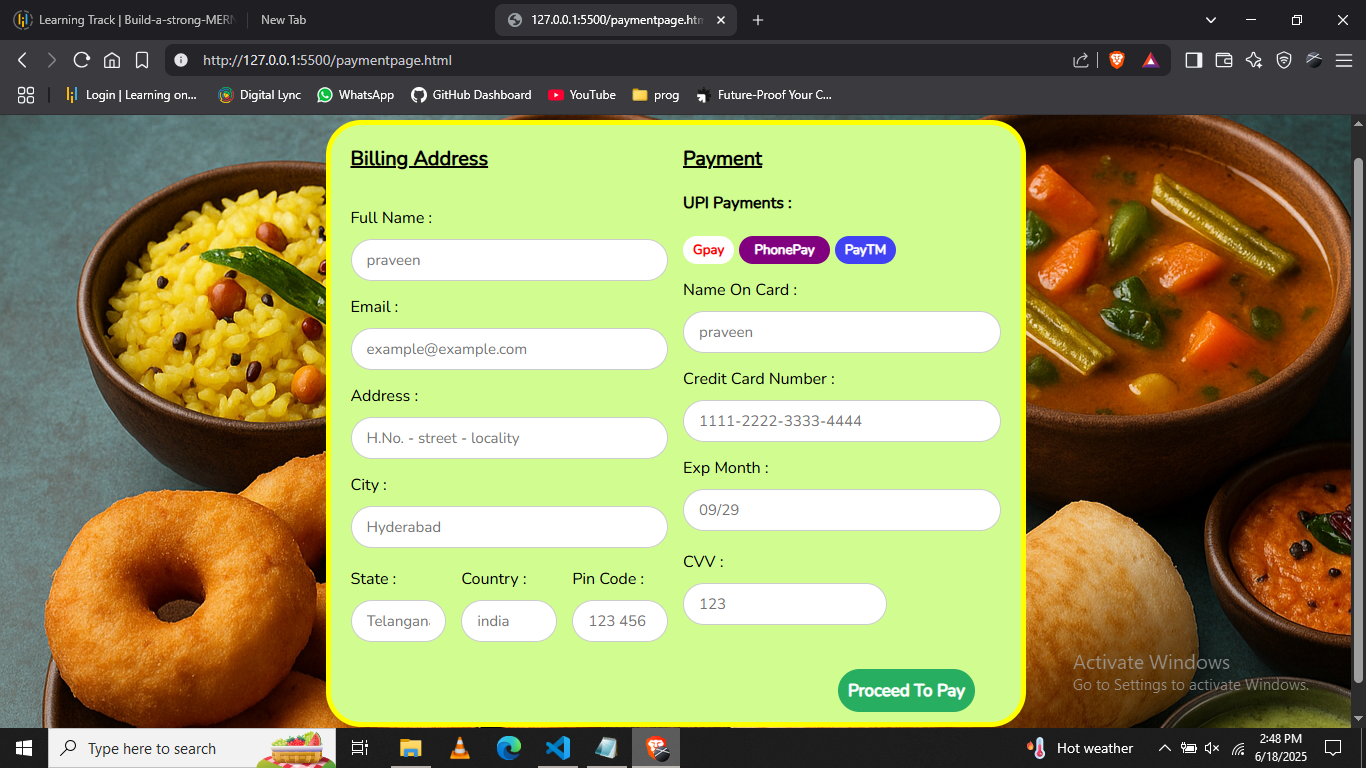 Learning Track | Build-a-strong-MERN
New Tab
127.0.0.1:5500/paymentpage.htm
http://127.0.0.1:5500/paymentpage.html
Login | Learning on...
Digital Lync
WhatsApp
GitHub Dashboard
YouTube
prog
Future-Proof Your C...
Billing Address
Full Name :
praveen
Email :
example@example.com
Address :
H.No. - street - locality
City :
Hyderabad
State : Country : Pin Code :
Telangan india 123 456
Payment
UPI Payments :
Gpay PhonePay PayTM
Name On Card :
praveen
Credit Card Number :
1111-2222-3333-4444
Exp Month :
09/29
CVV :
123
Proceed To Pay
Activate Windows
Go to Settings to activate Windows.
Type here to search
Hot weather
2:48 PM
6/18/2025